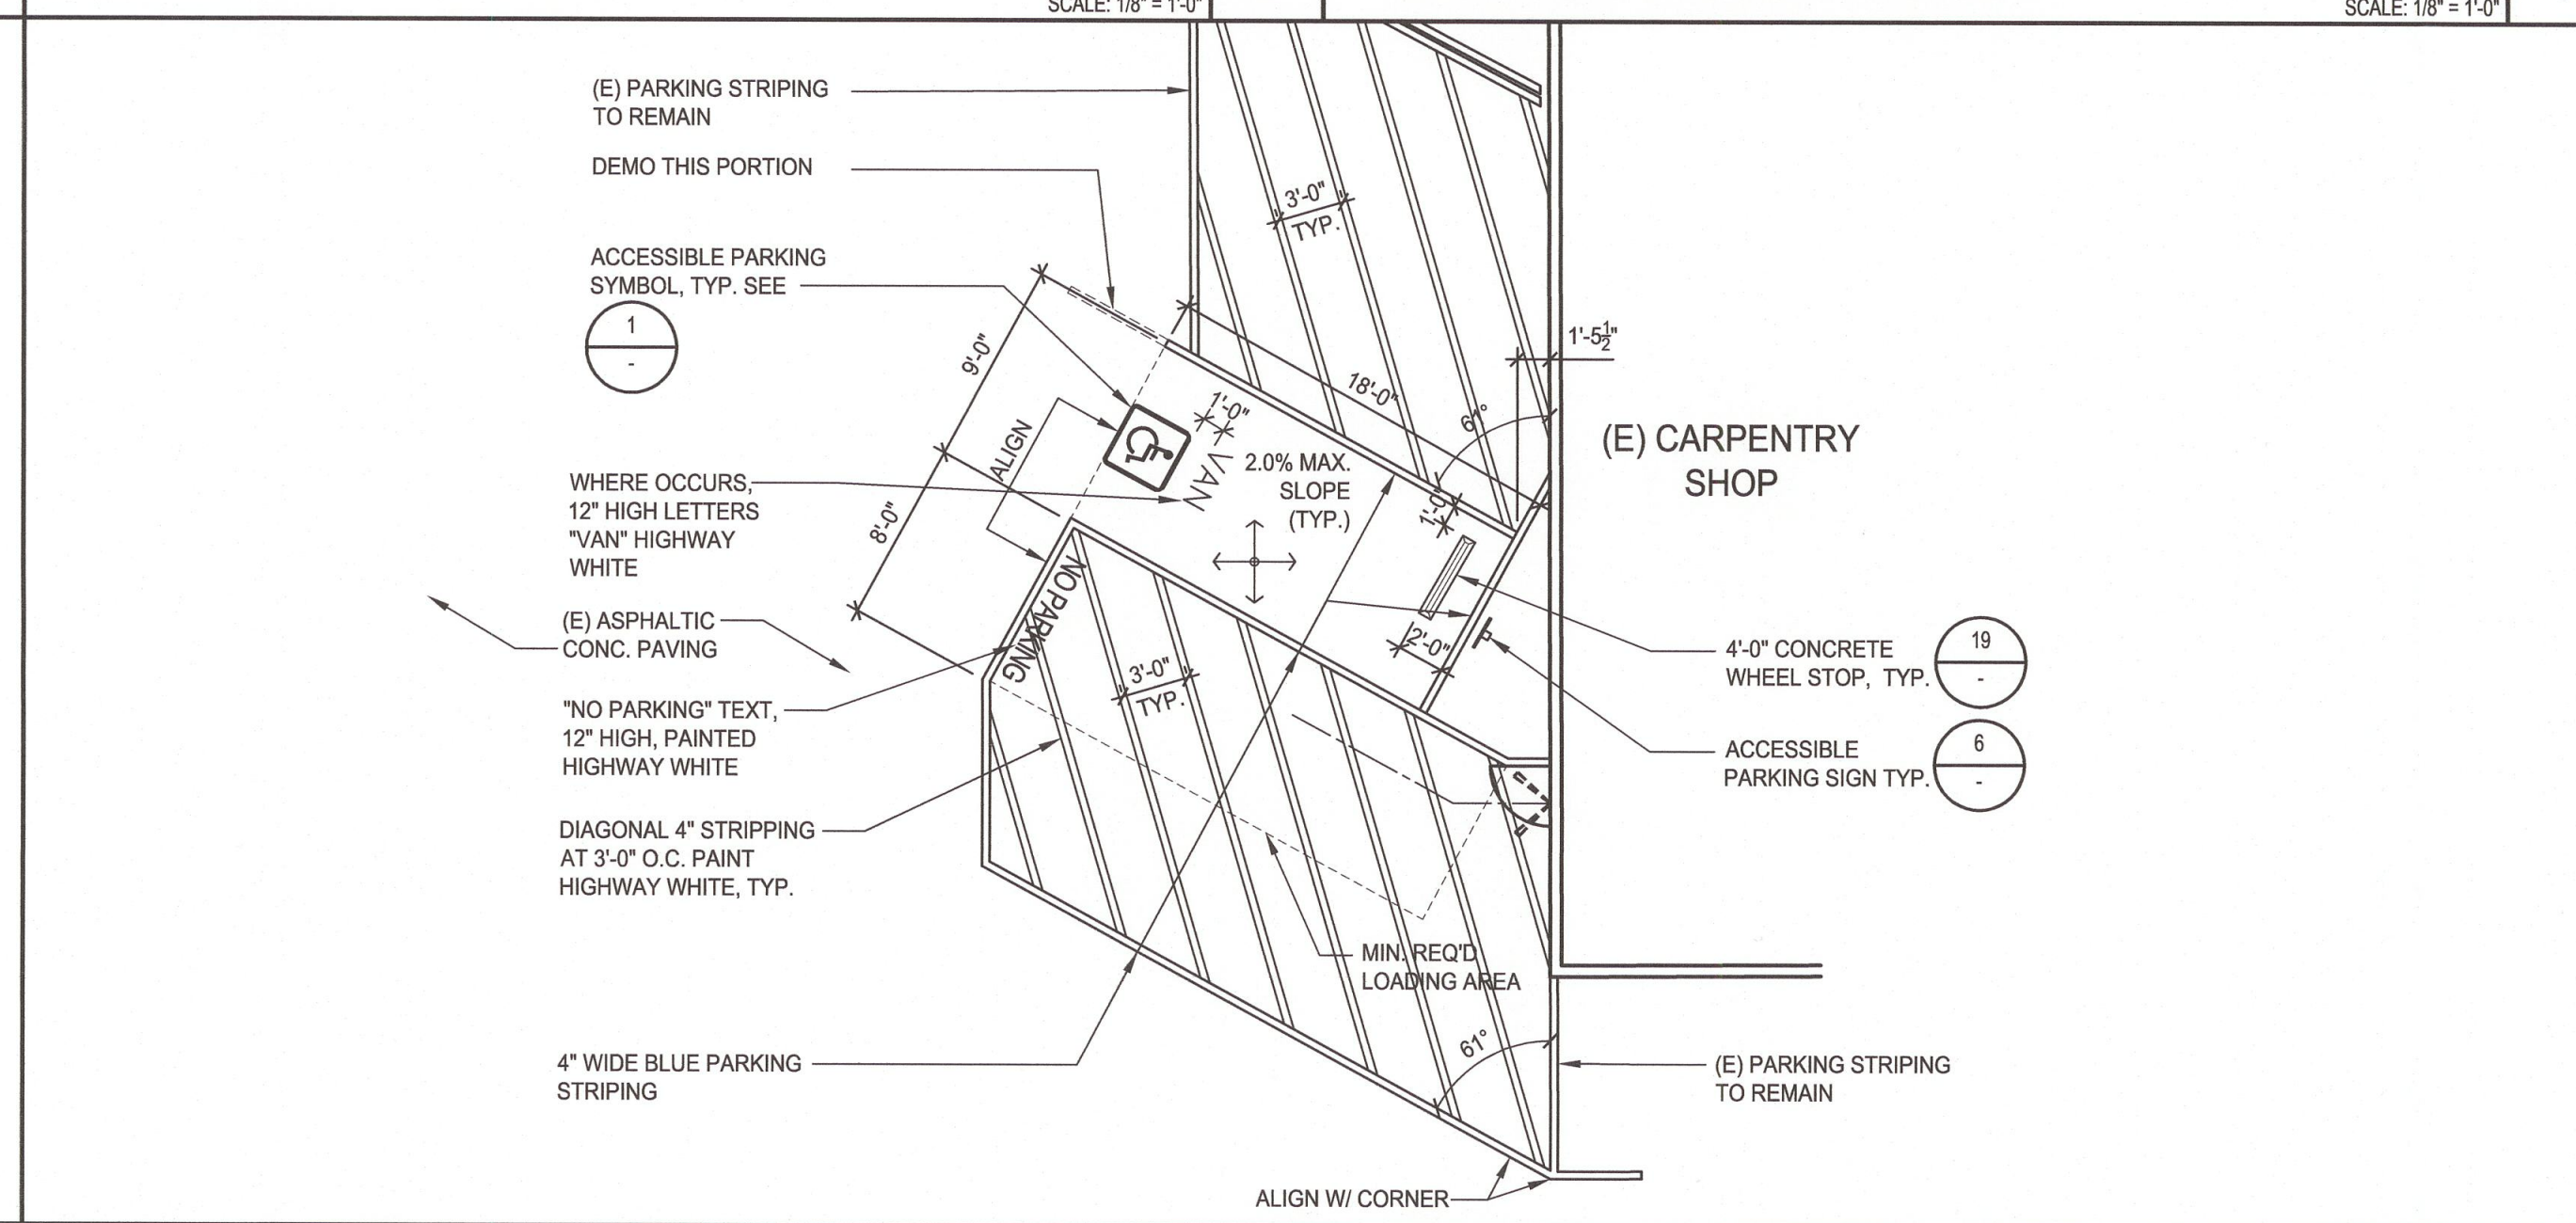 SCALE: 1/8" = 1'-0"
SCALE: 1/8" = 1'-0"
(E) PARKING STRIPING
TO REMAIN
DEMO THIS PORTION
ACCESSIBLE PARKING
SYMBOL, TYP. SEE
1
-
3'-0"
TYP.
9'-0"
8'-0"
ALIGN
1'-0"
VAN
18'-0"
61°
1'-5½"
2.0% MAX.
SLOPE
(TYP.)
1'-0"
2'-0"
(E) CARPENTRY
SHOP
WHERE OCCURS,
12" HIGH LETTERS
"VAN" HIGHWAY
WHITE
(E) ASPHALTIC
CONC. PAVING
NO PARKING
3'-0"
TYP.
"NO PARKING" TEXT,
12" HIGH, PAINTED
HIGHWAY WHITE
DIAGONAL 4" STRIPPING
AT 3'-0" O.C. PAINT
HIGHWAY WHITE, TYP.
4'-0" CONCRETE
WHEEL STOP, TYP.
19
-
ACCESSIBLE
PARKING SIGN TYP.
6
-
MIN. REQ'D
LOADING AREA
61°
4" WIDE BLUE PARKING
STRIPING
(E) PARKING STRIPING
TO REMAIN
ALIGN W/ CORNER